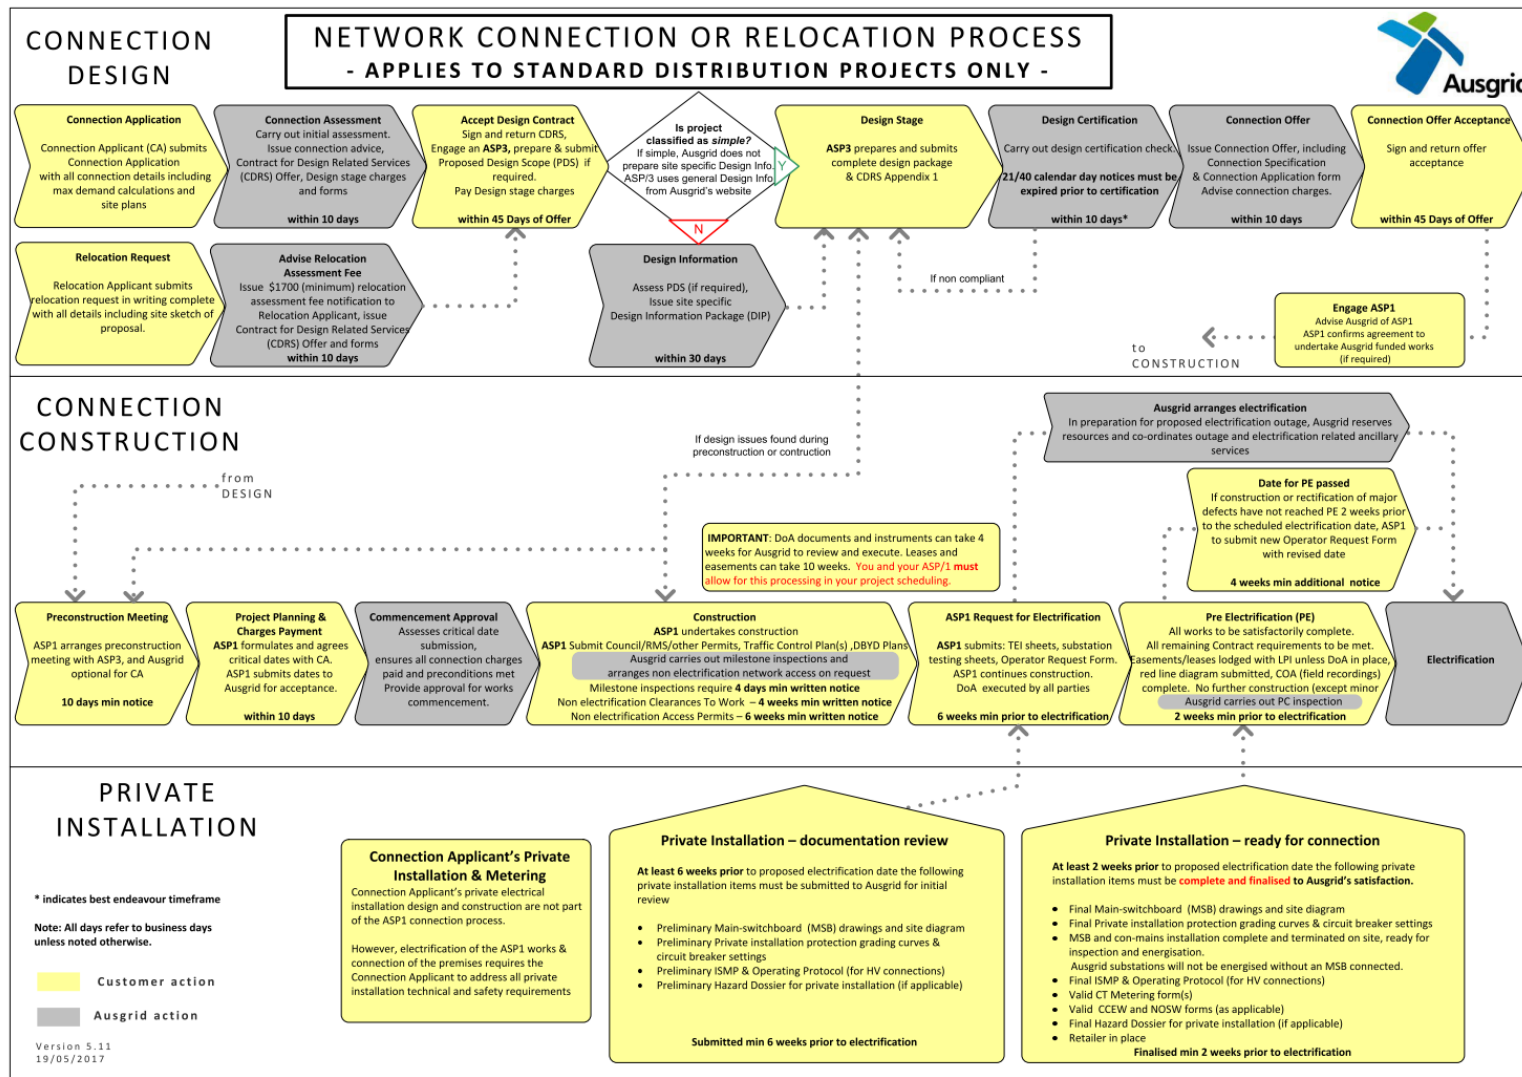 CONNECTION
DESIGN
NETWORK CONNECTION OR RELOCATION PROCESS
- APPLIES TO STANDARD DISTRIBUTION PROJECTS ONLY -
Ausgrid
Connection Application
Connection Applicant (CA) submits
Connection Application
with all connection details including
max demand calculations and
site plans
Connection Assessment
Carry out initial assessment.
Issue connection advice,
Contract for Design Related Services
(CDRS) Offer, Design stage charges
and forms
within 10 days
Accept Design Contract
Sign and return CDRS,
Engage an ASP3, prepare & submit
Proposed Design Scope (PDS) if
required.
Pay Design stage charges
within 45 Days of Offer
Is project
classified as simple?
If simple, Ausgrid does not
prepare site specific Design Info.
ASP/3 uses general Design Info
from Ausgrid's website
Y
N
Design Stage
ASP3 prepares and submits
complete design package
& CDRS Appendix 1
Design Certification
Carry out design certification check.
21/40 calendar day notices must be
expired prior to certification
within 10 days*
Connection Offer
Issue Connection Offer, including
Connection Specification
& Connection Application form
Advise connection charges.
within 10 days
Connection Offer Acceptance
Sign and return offer
acceptance
within 45 Days of Offer
Relocation Request
Relocation Applicant submits
relocation request in writing complete
with all details including site sketch of
proposal.
Advise Relocation
Assessment Fee
Issue $1700 (minimum) relocation
assessment fee notification to
Relocation Applicant, issue
Contract for Design Related Services
(CDRS) Offer and forms
within 10 days
Design Information
Assess PDS (if required),
Issue site specific
Design Information Package (DIP)
within 30 days
If non compliant
to
CONSTRUCTION
Engage ASP1
Advise Ausgrid of ASP1
ASP1 confirms agreement to
undertake Ausgrid funded works
(if required)
CONNECTION
CONSTRUCTION
from
DESIGN
If design issues found during
preconstruction or contruction
Ausgrid arranges electrification
In preparation for proposed electrification outage, Ausgrid reserves
resources and co-ordinates outage and electrification related ancillary
services
Date for PE passed
If construction or rectification of major
defects have not reached PE 2 weeks prior
to the scheduled electrification date, ASP1
to submit new Operator Request Form
with revised date
4 weeks min additional notice
IMPORTANT: DoA documents and instruments can take 4
weeks for Ausgrid to review and execute. Leases and
easements can take 10 weeks. You and your ASP/1 must
allow for this processing in your project scheduling.
Preconstruction Meeting
ASP1 arranges preconstruction
meeting with ASP3, and Ausgrid
optional for CA
10 days min notice
Project Planning &
Charges Payment
ASP1 formulates and agrees
critical dates with CA.
ASP1 submits dates to
Ausgrid for acceptance.
within 10 days
Commencement Approval
Assesses critical date
submission,
ensures all connection charges
paid and preconditions met
Provide approval for works
commencement.
Construction
ASP1 undertakes construction
ASP1 Submit Council/RMS/other Permits, Traffic Control Plan(s) ,DBYD Plans
Ausgrid carries out milestone inspections and
arranges non electrification network access on request
Milestone inspections require 4 days min written notice
Non electrification Clearances To Work – 4 weeks min written notice
Non electrification Access Permits – 6 weeks min written notice
ASP1 Request for Electrification
ASP1 submits: TEI sheets, substation
testing sheets, Operator Request Form.
ASP1 continues construction.
DoA executed by all parties
6 weeks min prior to electrification
Pre Electrification (PE)
All works to be satisfactorily complete.
All remaining Contract requirements to be met.
Easements/leases lodged with LPI unless DoA in place,
red line diagram submitted, COA (field recordings)
complete. No further construction (except minor
Ausgrid carries out PC inspection
2 weeks min prior to electrification
Electrification
PRIVATE
INSTALLATION
* indicates best endeavour timeframe
Note: All days refer to business days
unless noted otherwise.
Customer action
Ausgrid action
Version 5.11
19/05/2017
Connection Applicant's Private
Installation & Metering
Connection Applicant's private electrical
installation design and construction are not part
of the ASP1 connection process.
However, electrification of the ASP1 works &
connection of the premises requires the
Connection Applicant to address all private
installation technical and safety requirements
Private Installation – documentation review
At least 6 weeks prior to proposed electrification date the following
private installation items must be submitted to Ausgrid for initial
review
• Preliminary Main-switchboard (MSB) drawings and site diagram
• Preliminary Private installation protection grading curves &
circuit breaker settings
• Preliminary ISMP & Operating Protocol (for HV connections)
• Preliminary Hazard Dossier for private installation (if applicable)
Submitted min 6 weeks prior to electrification
Private Installation – ready for connection
At least 2 weeks prior to proposed electrification date the following private
installation items must be complete and finalised to Ausgrid's satisfaction.
• Final Main-switchboard (MSB) drawings and site diagram
• Final Private installation protection grading curves & circuit breaker settings
• MSB and con-mains installation complete and terminated on site, ready for
inspection and energisation.
Ausgrid substations will not be energised without an MSB connected.
• Final ISMP & Operating Protocol (for HV connections)
• Valid CT Metering form(s)
• Valid CCEW and NOSW forms (as applicable)
• Final Hazard Dossier for private installation (if applicable)
• Retailer in place
Finalised min 2 weeks prior to electrification